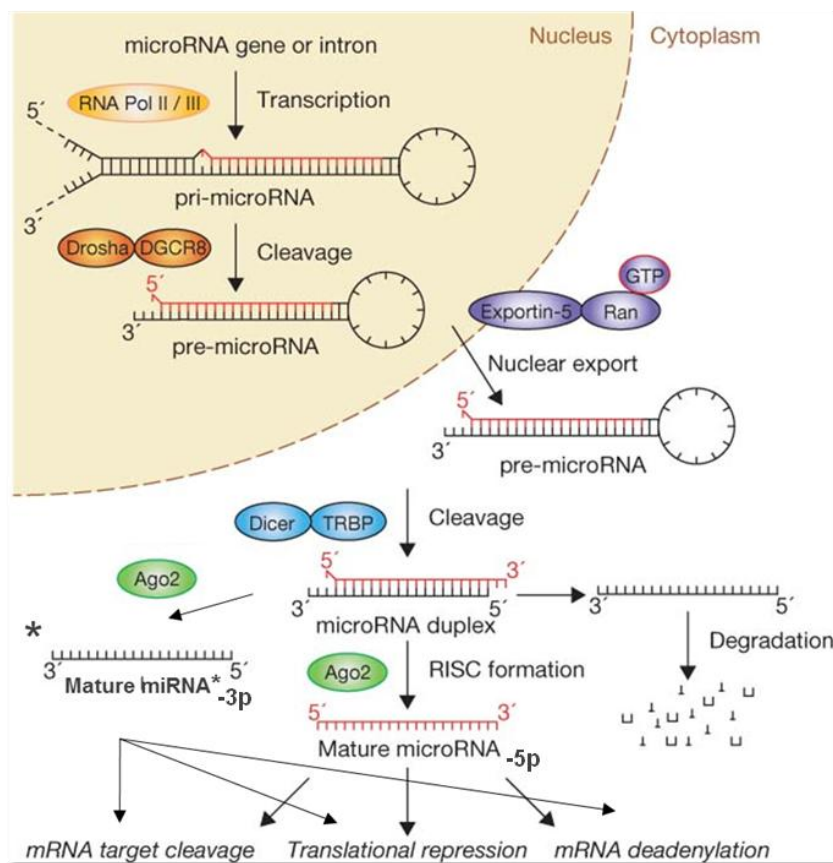 microRNA gene or intron
Nucleus
Cytoplasm
RNA Pol II / III
Transcription
5´
3´
pri-microRNA
Drosha
DGCR8
Cleavage
5´
3´
pre-microRNA
GTP
Exportin-5
Ran
Nuclear export
5´
3´
pre-microRNA
Dicer
TRBP
Cleavage
Ago2
5´
3´
3´
5´
microRNA duplex
3´
5´
Degradation
*
3´
5´
Mature miRNA*-3p
Ago2
RISC formation
5´
3´
Mature microRNA -5p
mRNA target cleavage
Translational repression
mRNA deadenylation